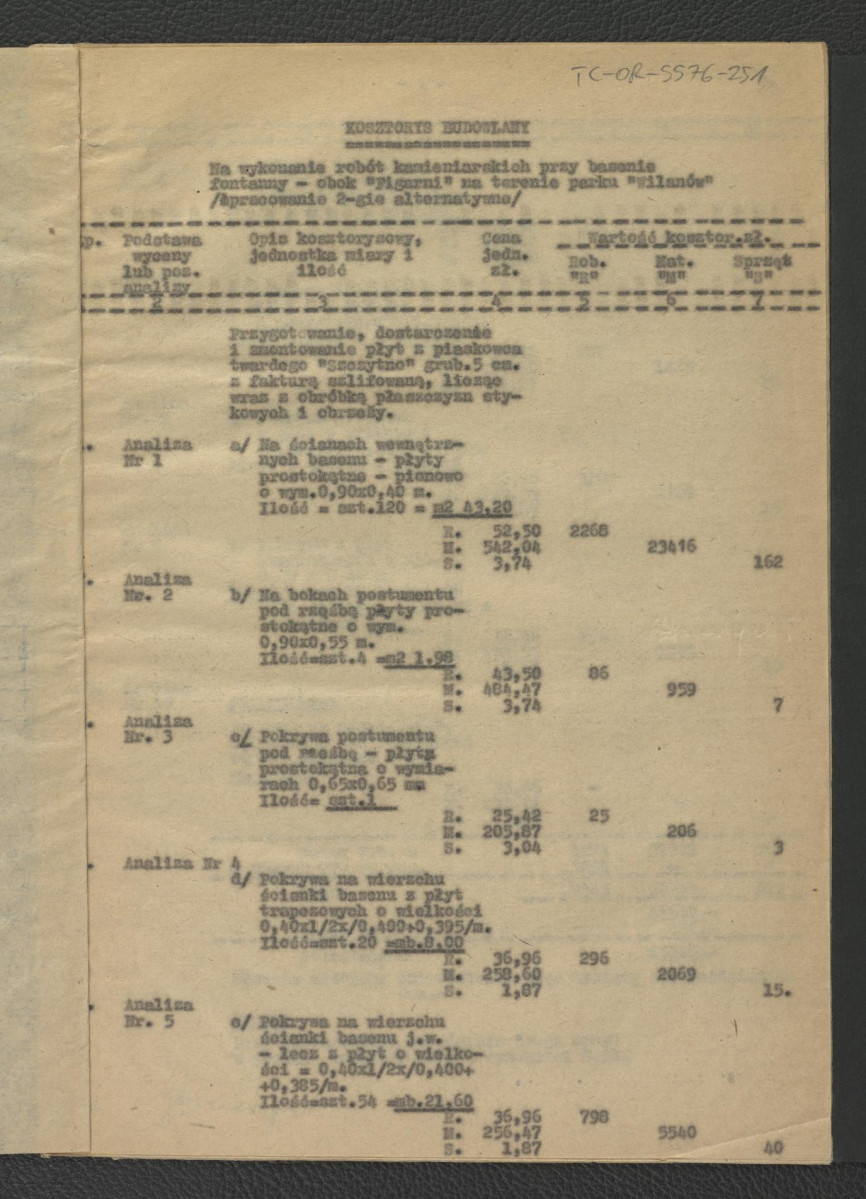 TC-OR-5576-251
KOSZTORYS BUDOWLANY
Na wykonanie robót kamieniarskich przy basenie
fontanny - obok "Figarni" na terenie parku "Wilanów"
/Opracowanie 2-gie alternatywne/
p. Podstawa Opis kosztorysowy, Cena Wartość kosztor.zł.
wyceny jednostka miary i jedn. Rob. Mat. Sprzęt
lub poz. ilość zł. "R" "M" "S"
analizy
2 3 4 5 6 7
Przygotowanie, dostarczenie
i zmontowanie płyt z piaskowca
twardego "Szczytno" grub.5 cm.
z fakturą szlifowaną, licząc
wraz z obróbką płaszczyzn sty-
kowych i obrzeży.
. Analiza a/ Na ścianach wewnętrz-
Nr 1 nych basenu - płyty
prostokątne - pionowo
o wym.0,90x0,40 m.
Ilość = szt.120 = m2 43,20
R. 52,50 2268
M. 542,04 23416
S. 3,74 162
. Analiza
Nr. 2 b/ Na bokach postumentu
pod rzęźbą płyty pro-
stokątne o wym.
0,90x0,55 m.
Ilość=szt.4 =m2 1,98
R. 43,50 86
M. 484,47 959
S. 3,74 7
. Analiza
Nr. 3 c/ Pokrywa postumentu
pod rzeźbę - płyta
prostokątna o wymia-
rach 0,65x0,65 m
Ilość= szt.1
R. 25,42 25
M. 205,87 206
S. 3,04 3
. Analiza Nr 4
d/ Pokrywa na wierzchu
ścianki basenu z płyt
trapezowych o wielkości
0,40x1/2x/0,400+0,395/m.
Ilość=szt.20 =mb.8,00
R. 36,96 296
M. 258,60 2069
S. 1,87 15.
. Analiza
Nr. 5 e/ Pokrywa na wierzchu
ścianki basenu j.w.
- lecz z płyt o wielko-
ści = 0,40x1/2x/0,400+
+0,385/m.
Ilość=szt.54 =mb.21,60
R. 36,96 798
M. 256,47 5540
S. 1,87 40